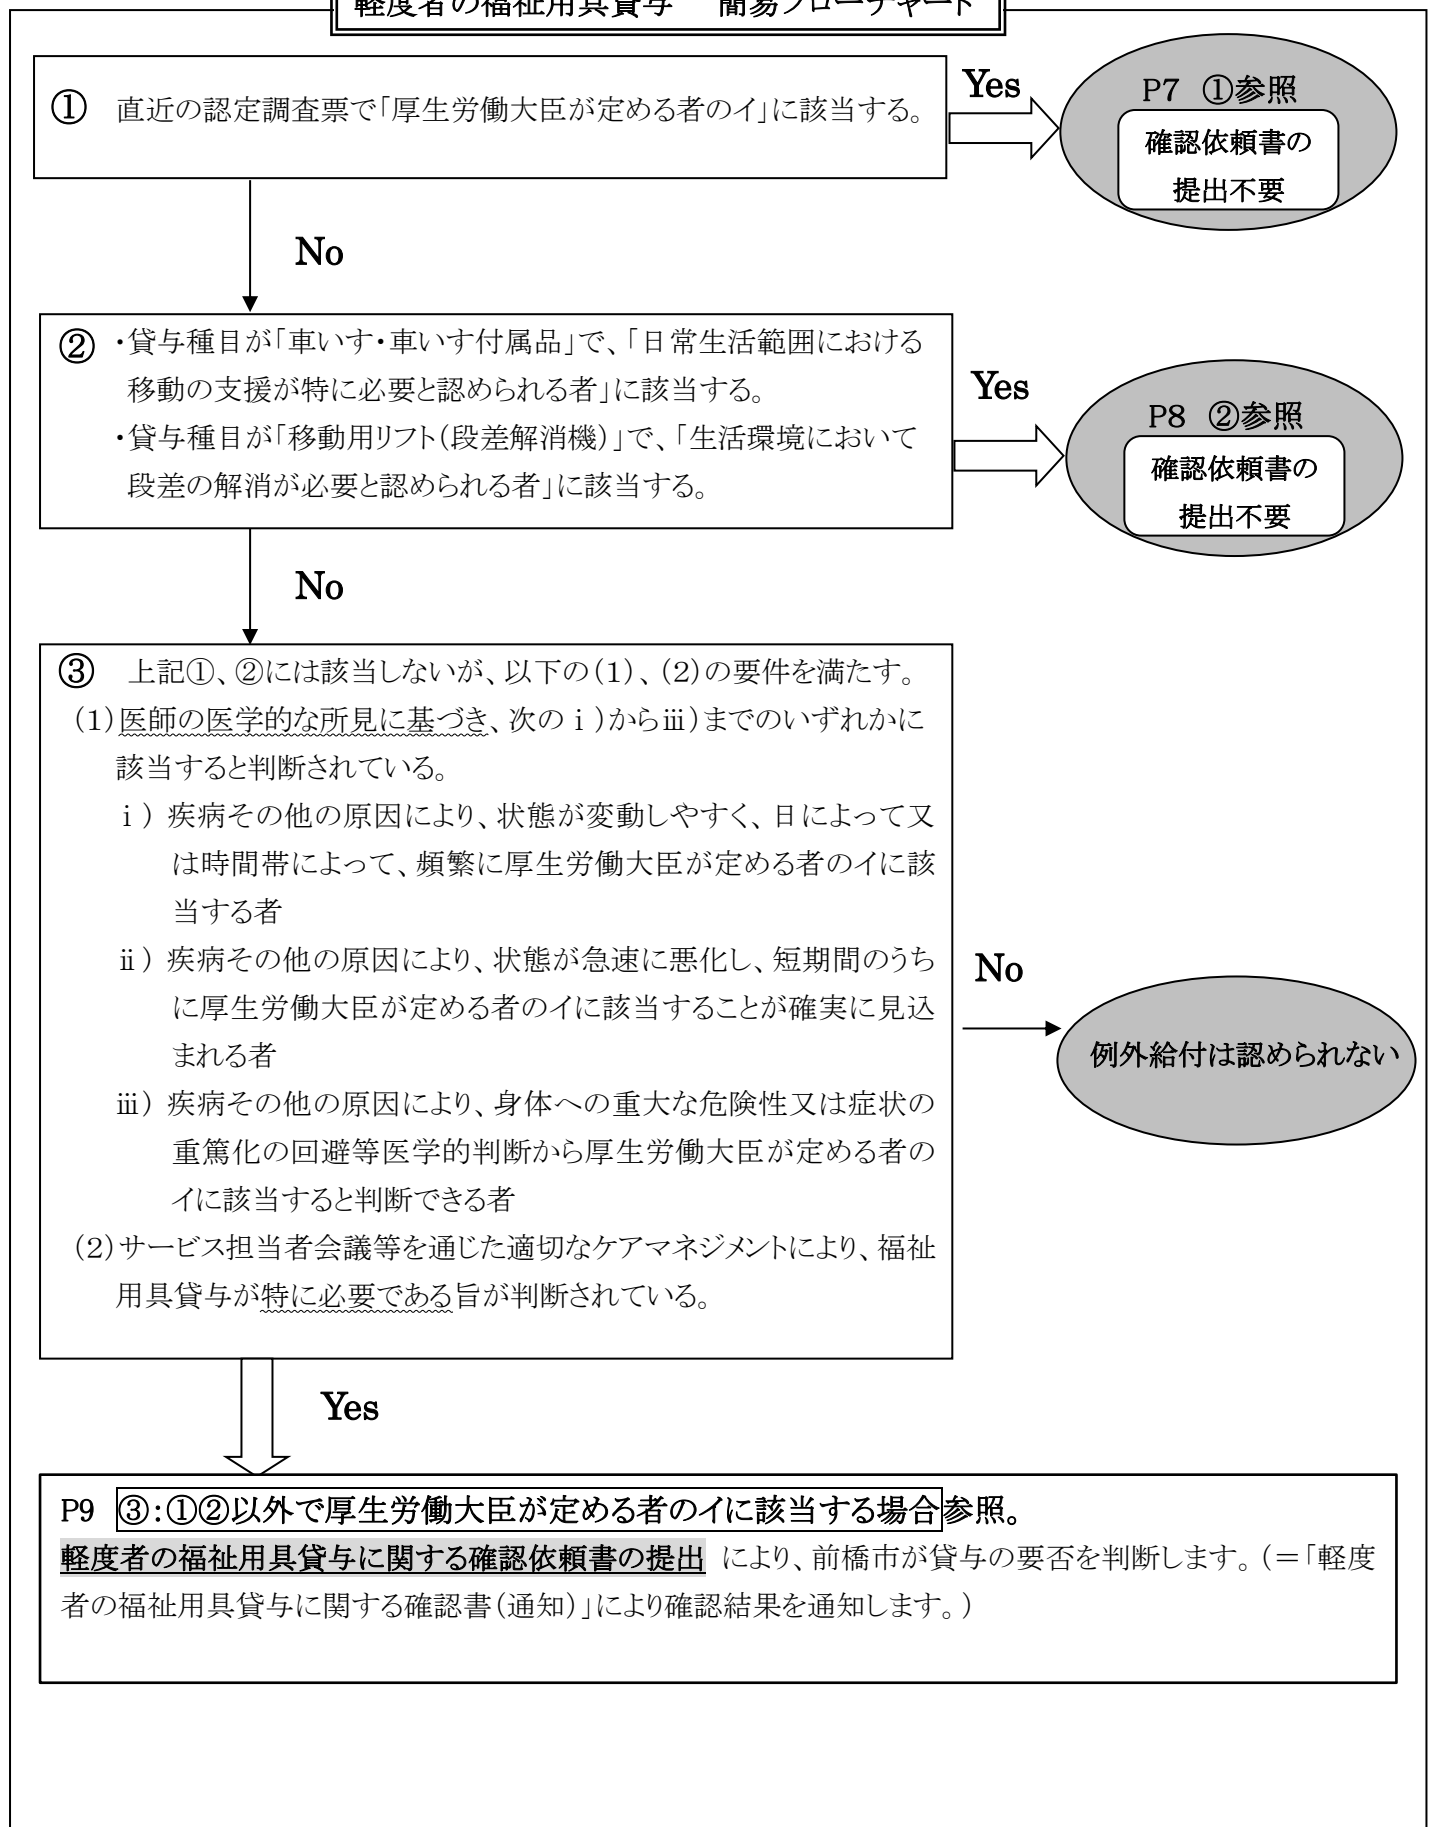 軽度者の福祉用具貸与　簡易フローチャート
① 直近の認定調査票で「厚生労働大臣が定める者のイ」に該当する。
Yes
P7 ①参照
確認依頼書の
提出不要
No
② ・貸与種目が「車いす・車いす付属品」で、「日常生活範囲における
移動の支援が特に必要と認められる者」に該当する。
・貸与種目が「移動用リフト(段差解消機)」で、「生活環境において
段差の解消が必要と認められる者」に該当する。
Yes
P8 ②参照
確認依頼書の
提出不要
No
③ 上記①、②には該当しないが、以下の(1)、(2)の要件を満たす。
(1)医師の医学的な所見に基づき、次のⅰ)からⅲ)までのいずれかに
該当すると判断されている。
ⅰ) 疾病その他の原因により、状態が変動しやすく、日によって又
は時間帯によって、頻繁に厚生労働大臣が定める者のイに該
当する者
ⅱ) 疾病その他の原因により、状態が急速に悪化し、短期間のうち
に厚生労働大臣が定める者のイに該当することが確実に見込
まれる者
ⅲ) 疾病その他の原因により、身体への重大な危険性又は症状の
重篤化の回避等医学的判断から厚生労働大臣が定める者の
イに該当すると判断できる者
(2)サービス担当者会議等を通じた適切なケアマネジメントにより、福祉
用具貸与が特に必要である旨が判断されている。
No
例外給付は認められない
Yes
P9 ③:①②以外で厚生労働大臣が定める者のイに該当する場合参照。
軽度者の福祉用具貸与に関する確認依頼書の提出 により、前橋市が貸与の要否を判断します。(=「軽度
者の福祉用具貸与に関する確認書(通知)」により確認結果を通知します。)